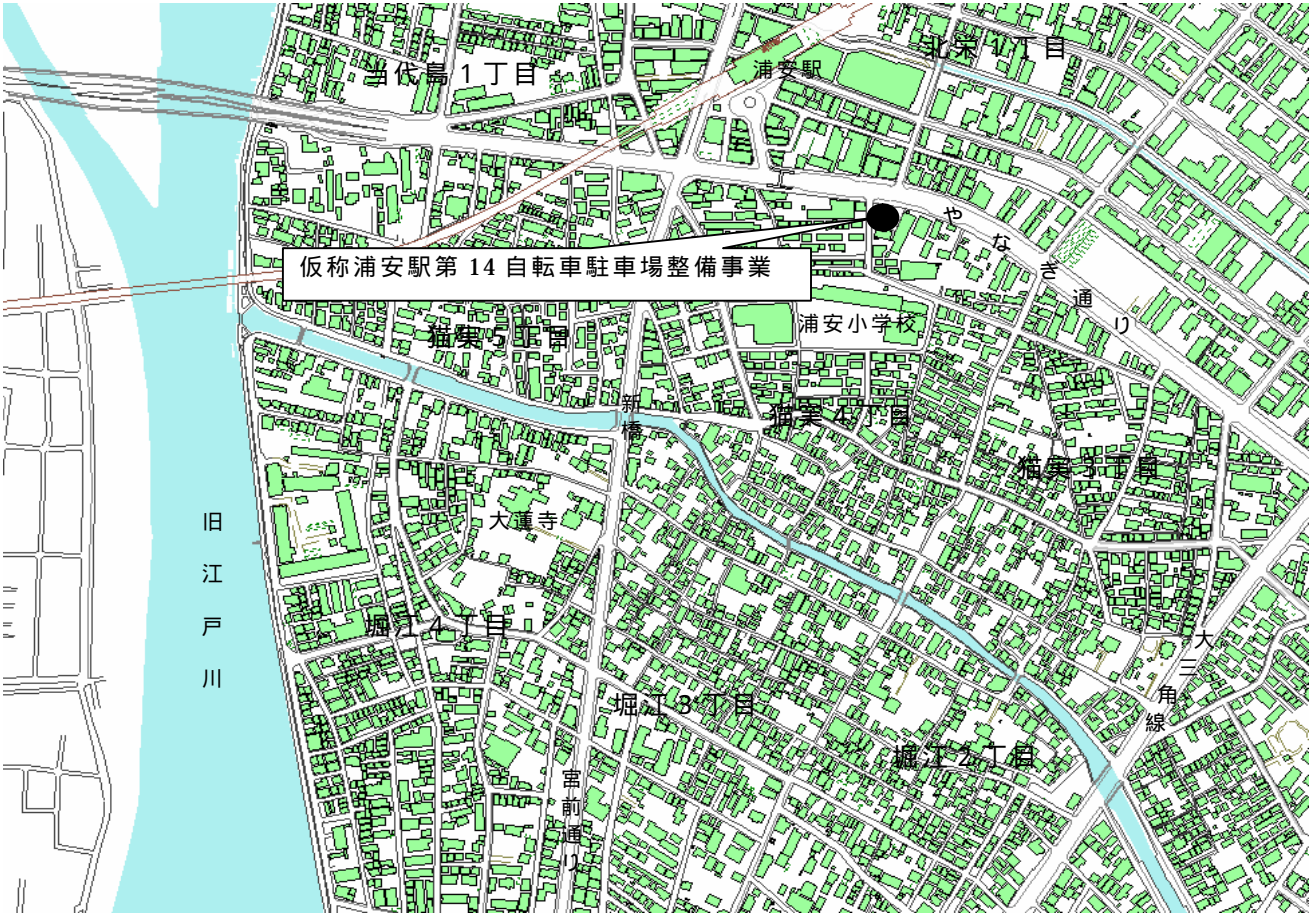 当代島１丁目
浦安駅
北栄１丁目
やなぎ通り
仮称浦安駅第 14 自転車駐車場整備事業
浦安小学校
猫実５丁目
新橋
猫実４丁目
猫実３丁目
大蓮寺
旧江戸川
堀江４丁目
大三角線
堀江３丁目
堀江２丁目
宮前通り